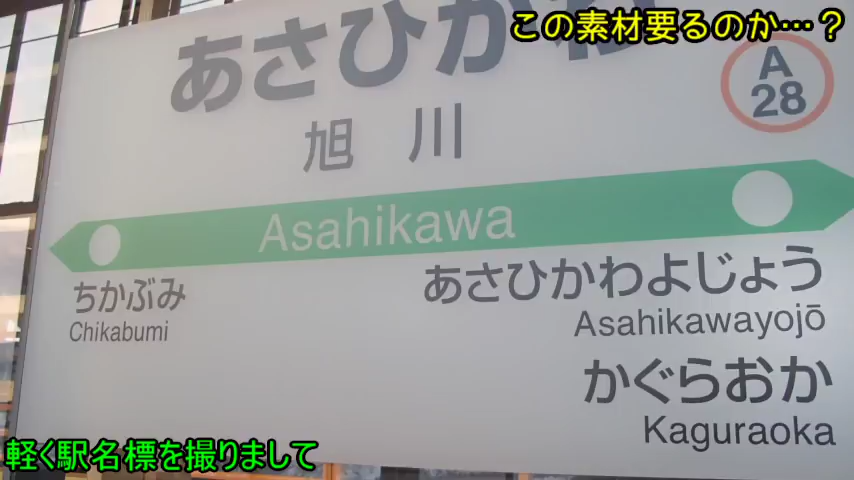 この素材要るのか…？
あさひかわ
A
28
旭川
Asahikawa
ちかぶみ
Chikabumi
あさひかわよじょう
Asahikawayojō
かぐらおか
Kaguraoka
軽く駅名標を撮りまして